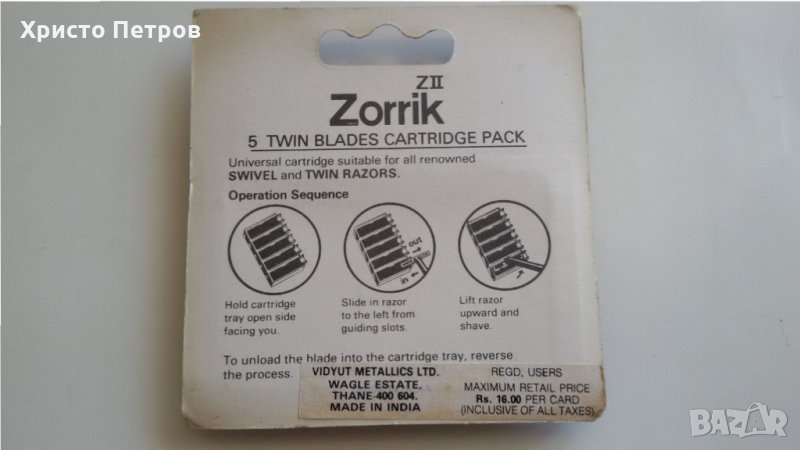 Христо Петров
ZII
Zorrik
5 TWIN BLADES CARTRIDGE PACK
Universal cartridge suitable for all renowned
SWIVEL and TWIN RAZORS.
Operation Sequence
out
in
Hold cartridge
tray open side
facing you.
Slide in razor
to the left from
guiding slots.
Lift razor
upward and
shave.
To unload the blade into the cartridge tray, reverse
the process.
VIDYUT METALLICS LTD.
WAGLE ESTATE,
THANE-400 604.
MADE IN INDIA
REGD, USERS
MAXIMUM RETAIL PRICE
Rs. 16.00 PER CARD
(INCLUSIVE OF ALL TAXES)
BAZAR